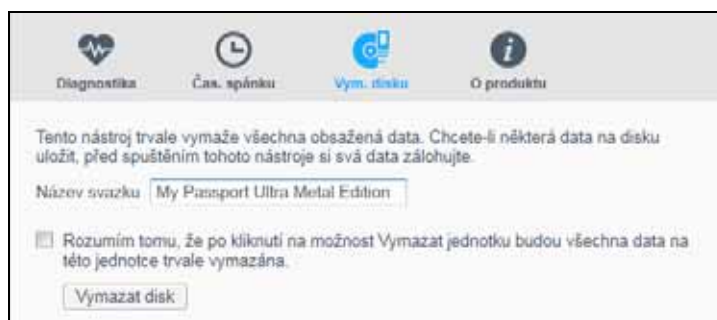 Diagnostika
Čas. spánku
Vym. disku
O produktu
Tento nástroj trvale vymaže všechna obsažená data. Chcete-li některá data na disku
uložit, před spuštěním tohoto nástroje si svá data zálohujte.
Název svazku My Passport Ultra Metal Edition
Rozumím tomu, že po kliknutí na možnost Vymazat jednotku budou všechna data na
této jednotce trvale vymazána.
Vymazat disk